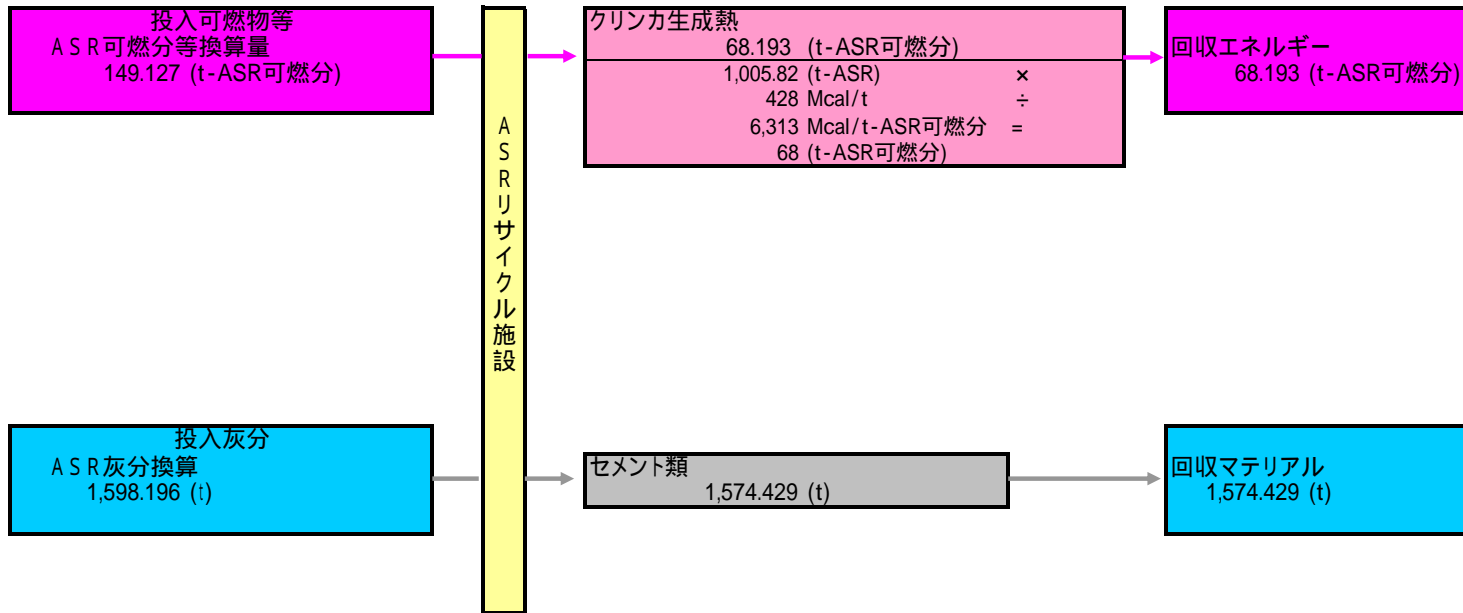 投入可燃物等
ASR可燃分等換算量
149.127 (t-ASR可燃分)
ASRリサイクル施設
クリンカ生成熱
68.193 (t-ASR可燃分)
1,005.82 (t-ASR) ×
428 Mcal/t ÷
6,313 Mcal/t-ASR可燃分 =
68 (t-ASR可燃分)
回収エネルギー
68.193 (t-ASR可燃分)
投入灰分
ASR灰分換算
1,598.196 (t)
セメント類
1,574.429 (t)
回収マテリアル
1,574.429 (t)